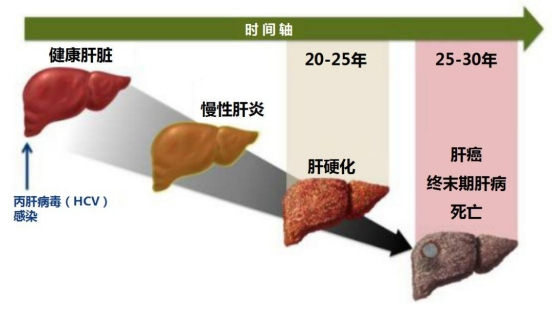 时间轴
健康肝脏
20-25年
25-30年
慢性肝炎
肝硬化
肝癌
终末期肝病
死亡
丙肝病毒（HCV）
感染